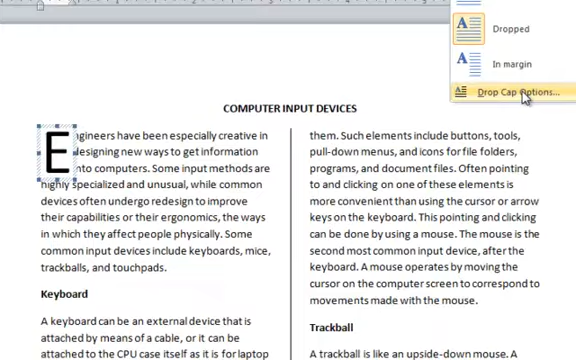 Dropped
In margin
Drop Cap Options...
COMPUTER INPUT DEVICES
Engineers have been especially creative in
designing new ways to get information
into computers. Some input methods are
highly specialized and unusual, while common
devices often undergo redesign to improve
their capabilities or their ergonomics, the ways
in which they affect people physically. Some
common input devices include keyboards, mice,
trackballs, and touchpads.
Keyboard
A keyboard can be an external device that is
attached by means of a cable, or it can be
attached to the CPU case itself as it is for laptop
them. Such elements include buttons, tools,
pull-down menus, and icons for file folders,
programs, and document files. Often pointing
to and clicking on one of these elements is
more convenient than using the cursor or arrow
keys on the keyboard. This pointing and clicking
can be done by using a mouse. The mouse is the
second most common input device, after the
keyboard. A mouse operates by moving the
cursor on the computer screen to correspond to
movements made with the mouse.
Trackball
A trackball is like an upside-down mouse. A